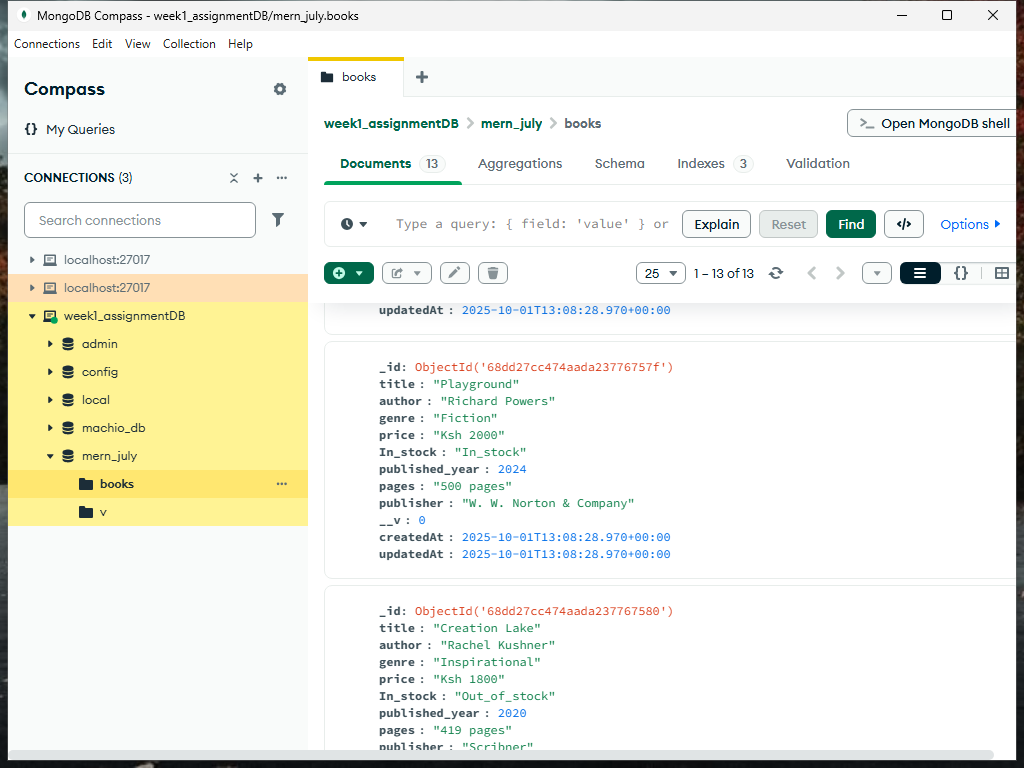 MongoDB Compass - week1_assignmentDB/mern_july.books
Connections Edit View Collection Help
Compass
My Queries
CONNECTIONS (3)
Search connections
localhost:27017
localhost:27017
week1_assignmentDB
admin
config
local
machio_db
mern_july
books
v
books
week1_assignmentDB > mern_july > books
>_ Open MongoDB shell
Documents 13 Aggregations Schema Indexes 3 Validation
Type a query: { field: 'value' } or
Explain Reset Find </> Options
25 1 – 13 of 13 {}
updatedAt : 2025-10-01T13:08:28.970+00:00
_id: ObjectId('68dd27cc474aada23776757f')
title : "Playground"
author : "Richard Powers"
genre : "Fiction"
price : "Ksh 2000"
In_stock : "In_stock"
published_year : 2024
pages : "500 pages"
publisher : "W. W. Norton & Company"
__v : 0
createdAt : 2025-10-01T13:08:28.970+00:00
updatedAt : 2025-10-01T13:08:28.970+00:00
_id: ObjectId('68dd27cc474aada237767580')
title : "Creation Lake"
author : "Rachel Kushner"
genre : "Inspirational"
price : "Ksh 1800"
In_stock : "Out_of_stock"
published_year : 2020
pages : "419 pages"
publisher : "Scribner"